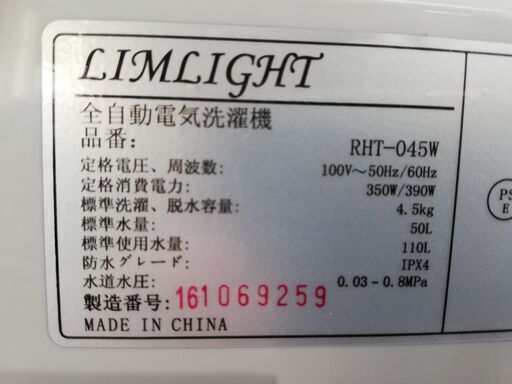 LIMLIGHT
全自動電気洗濯機
品番: RHT-045W
定格電圧、周波数: 100V～50Hz/60Hz
定格消費電力: 350W/390W
標準洗濯、脱水容量: 4.5kg
標準水量: 50L
標準使用水量: 110L
防水グレード: IPX4
水道水圧: 0.03-0.8MPa
製造番号: 161069259
MADE IN CHINA
PS
E